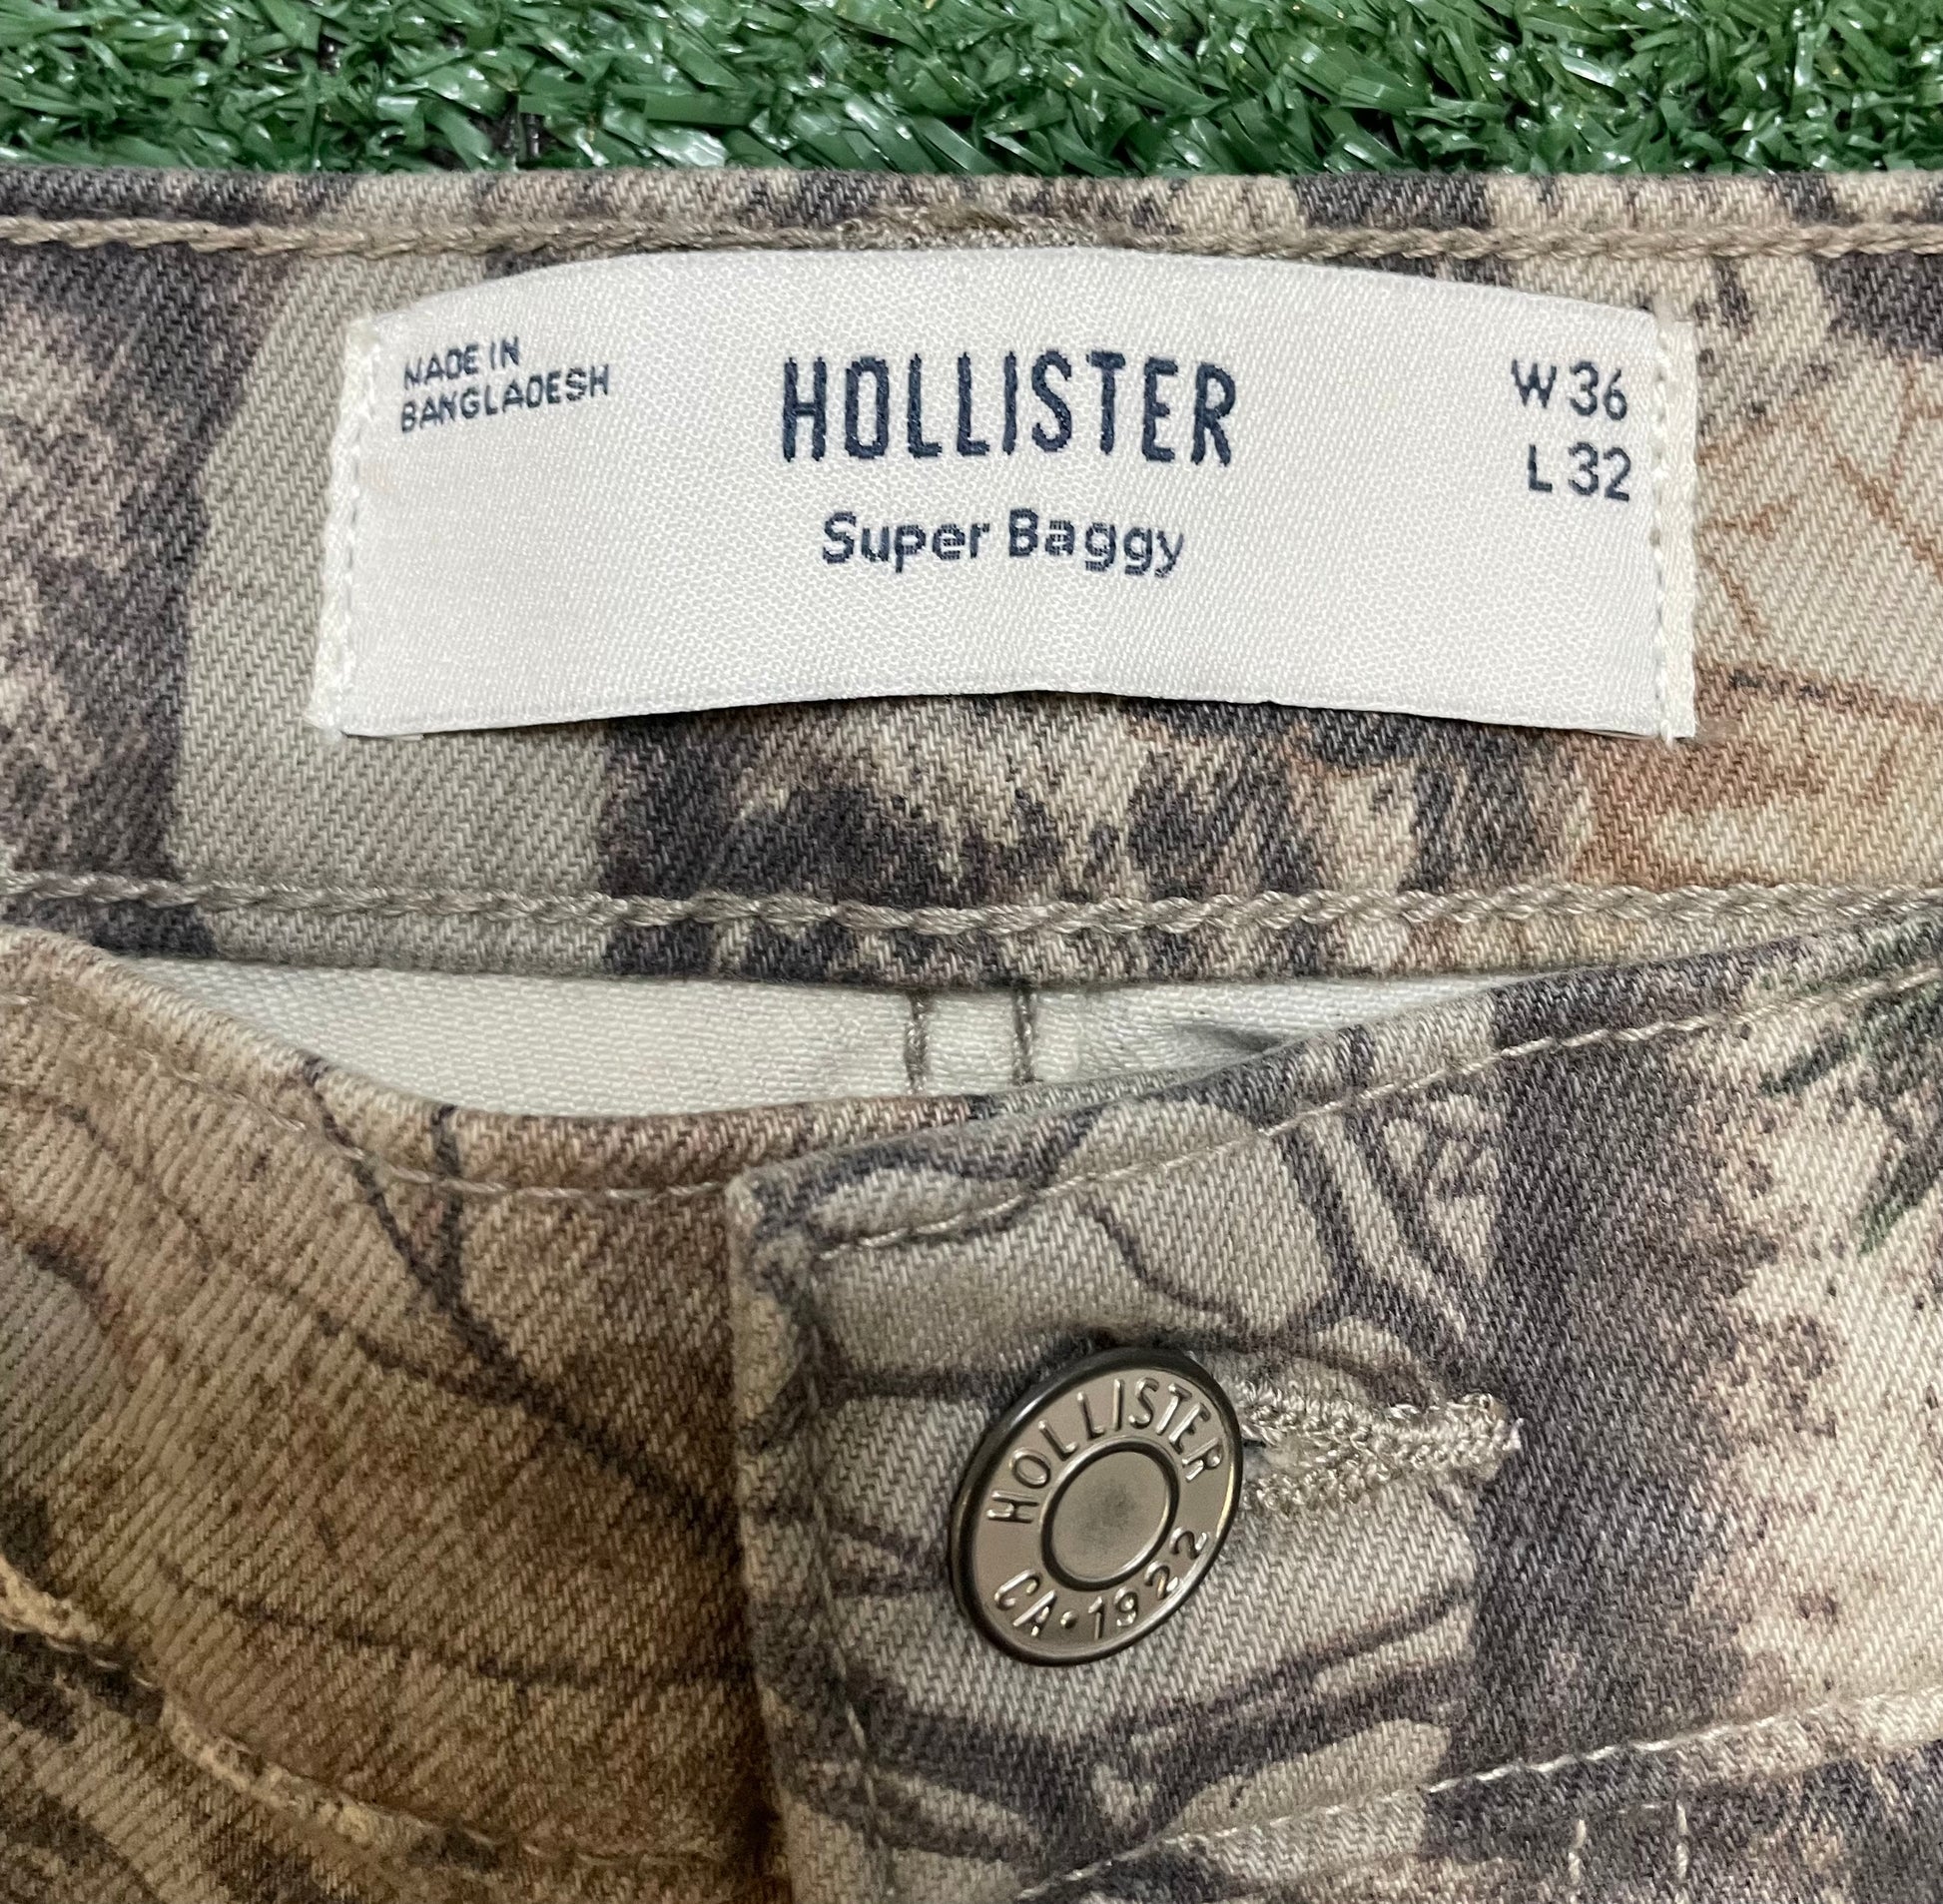 MADE IN
BANGLADESH
HOLLISTER
Super Baggy
W 36
L 32
HOLLISTER
CA • 1922